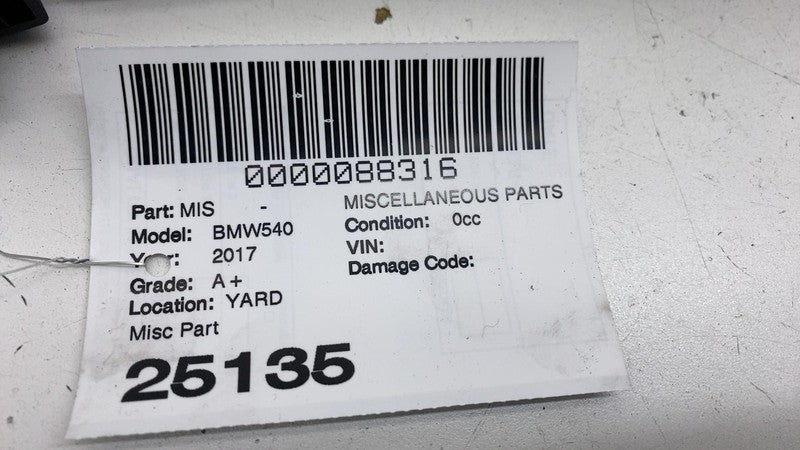 0000088316
Part: MIS - MISCELLANEOUS PARTS
Model: BMW540 Condition: 0cc
2017 VIN:
Grade: A+ Damage Code:
Location: YARD
Misc Part
25135